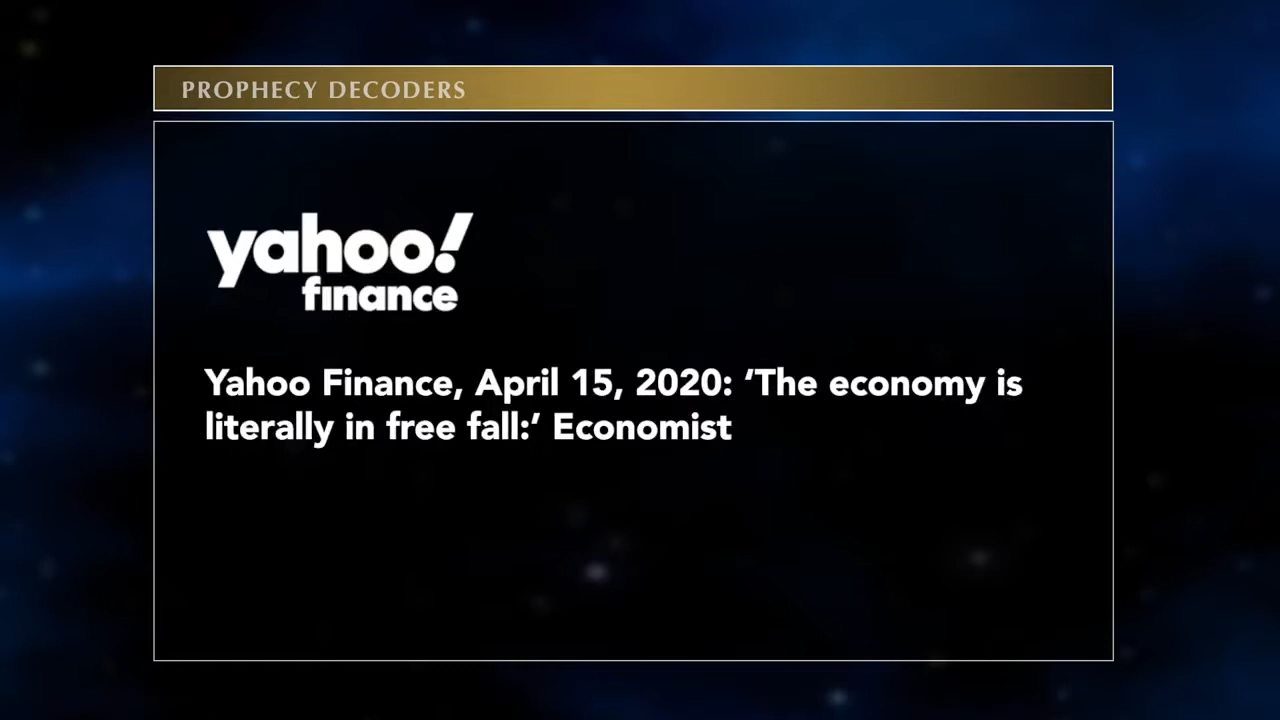 PROPHECY DECODERS
yahoo!
finance
Yahoo Finance, April 15, 2020: ‘The economy is
literally in free fall:’ Economist